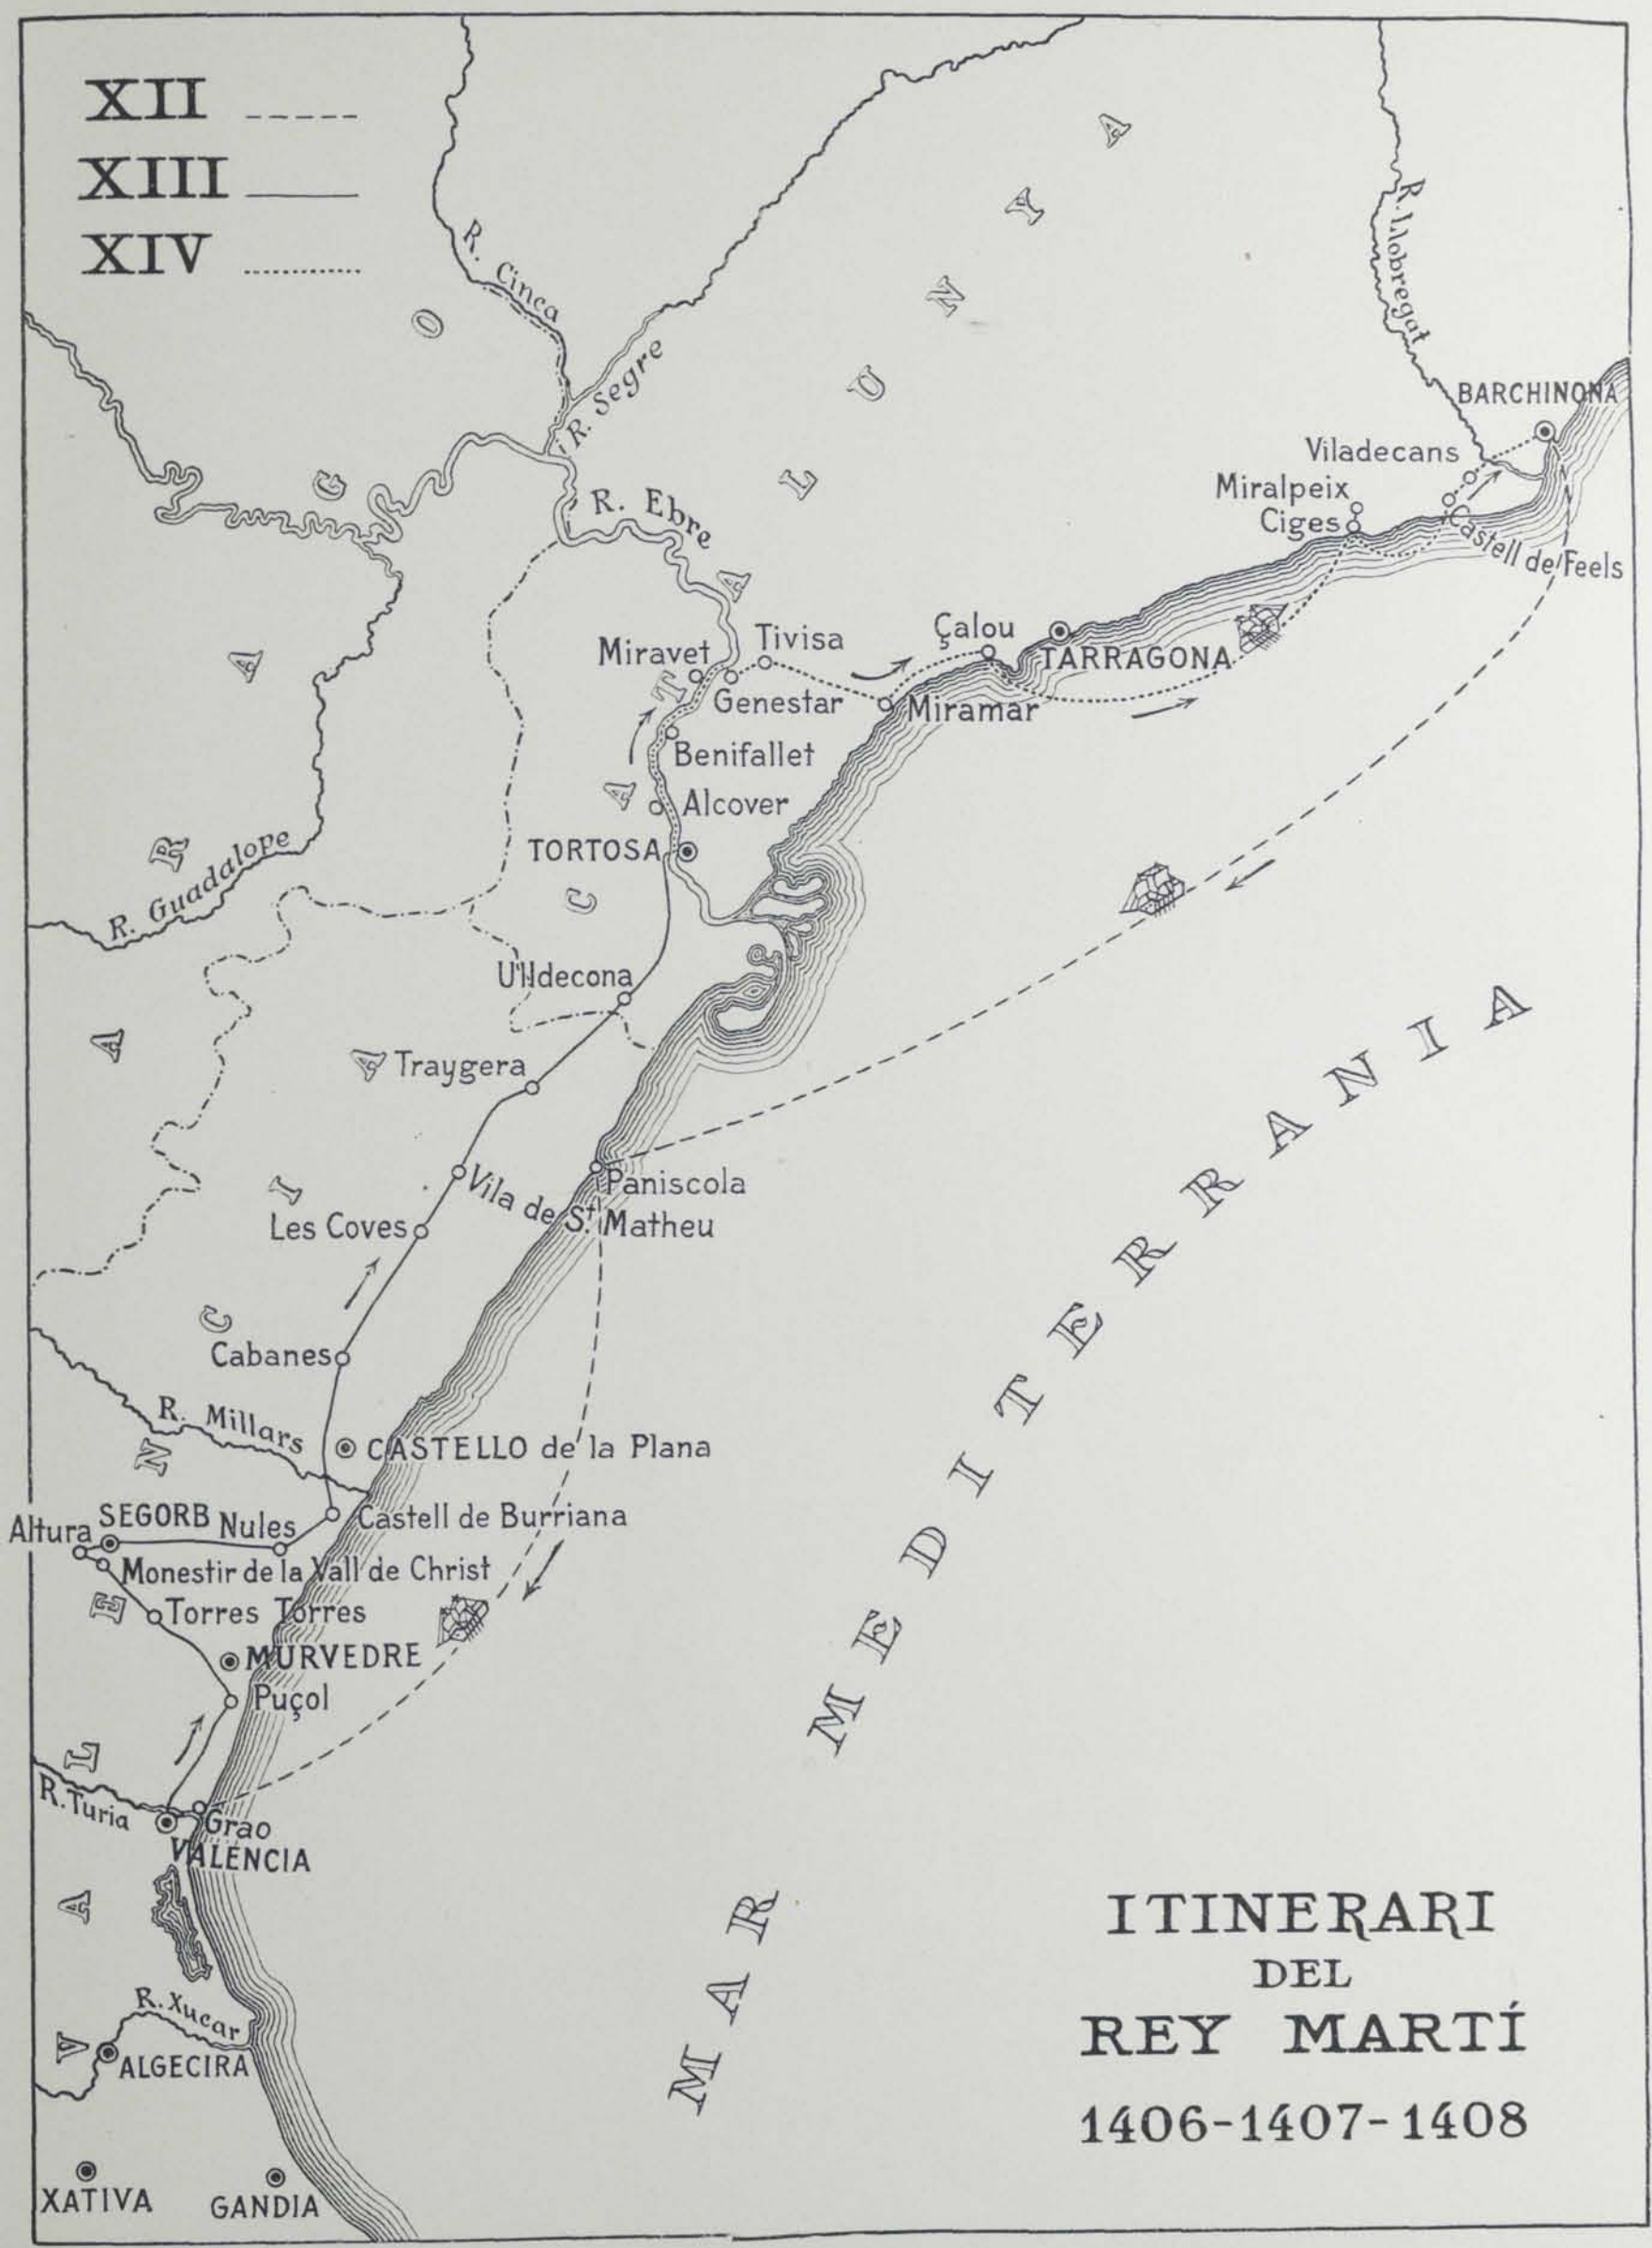 XII
XIII
XIV
R. Cinca
R. Segre
R. Ebre
R. Llobregat
R. Guadalope
ARAGO
CATALUNYA
BARCHINONA
Viladecans
Miralpeix
Ciges
Castell de Feels
Çalou
TARRAGONA
Tivisa
Miravet
Genestar
Miramar
Benifallet
Alcover
TORTOSA
Ulldecona
Traygera
Paniscola
Vila de St. Matheu
Les Coves
Cabanes
R. Millars
CASTELLO de la Plana
Castell de Burriana
SEGORB
Nules
Altura
Monestir de la Vall de Christ
Torres Torres
MURVEDRE
Puçol
R. Turia
Grao
VALENCIA
VALENCIA
R. Xucar
ALGECIRA
XATIVA
GANDIA
MAR MEDITERRANIA
ITINERARI
DEL
REY MARTÍ
1406-1407-1408